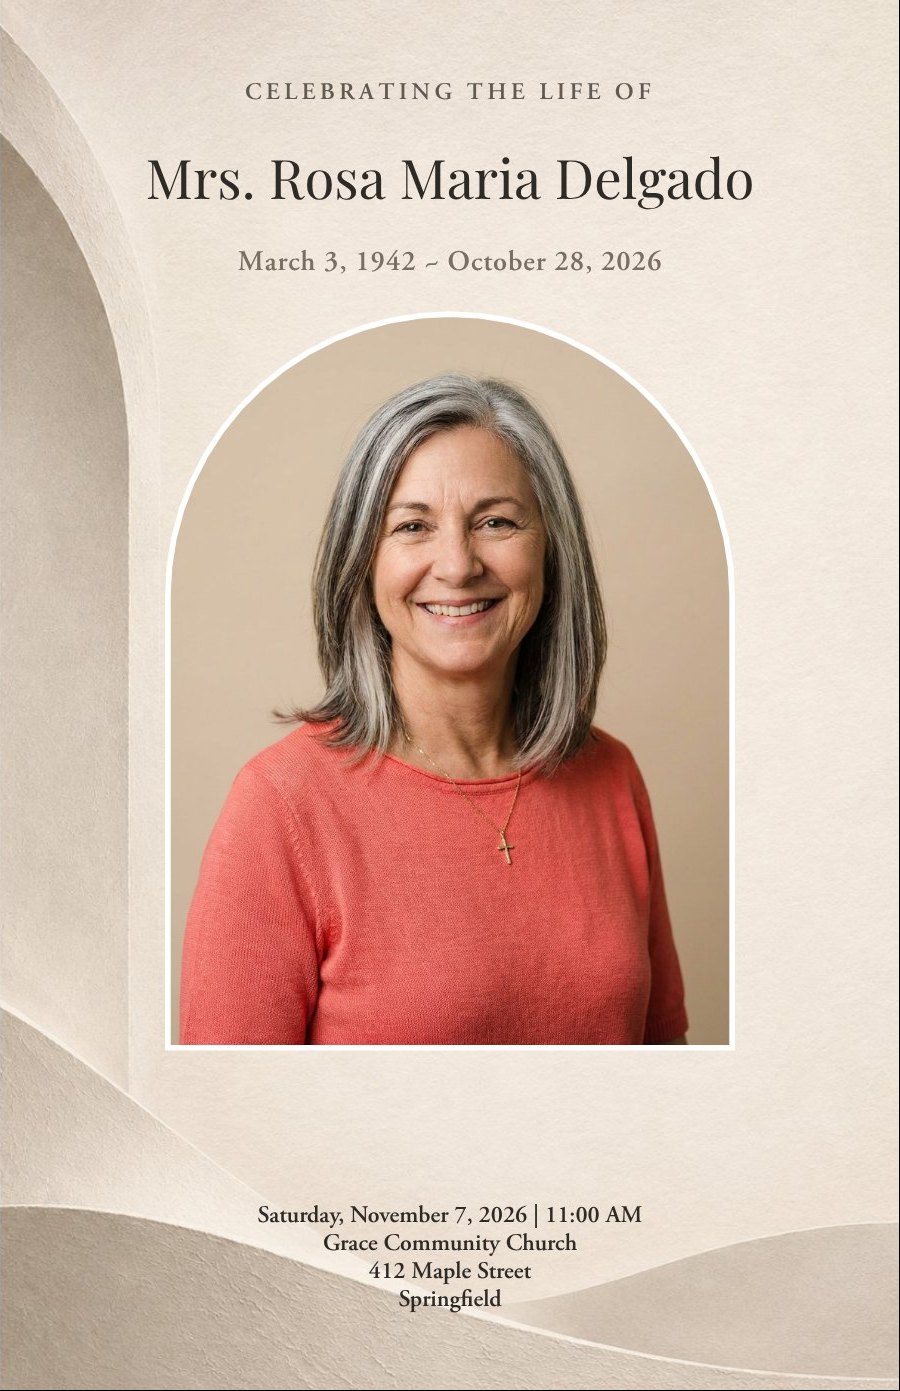 CELEBRATING THE LIFE OF
Mrs. Rosa Maria Delgado
March 3, 1942 ~ October 28, 2026
Saturday, November 7, 2026 | 11:00 AM
Grace Community Church
412 Maple Street
Springfield